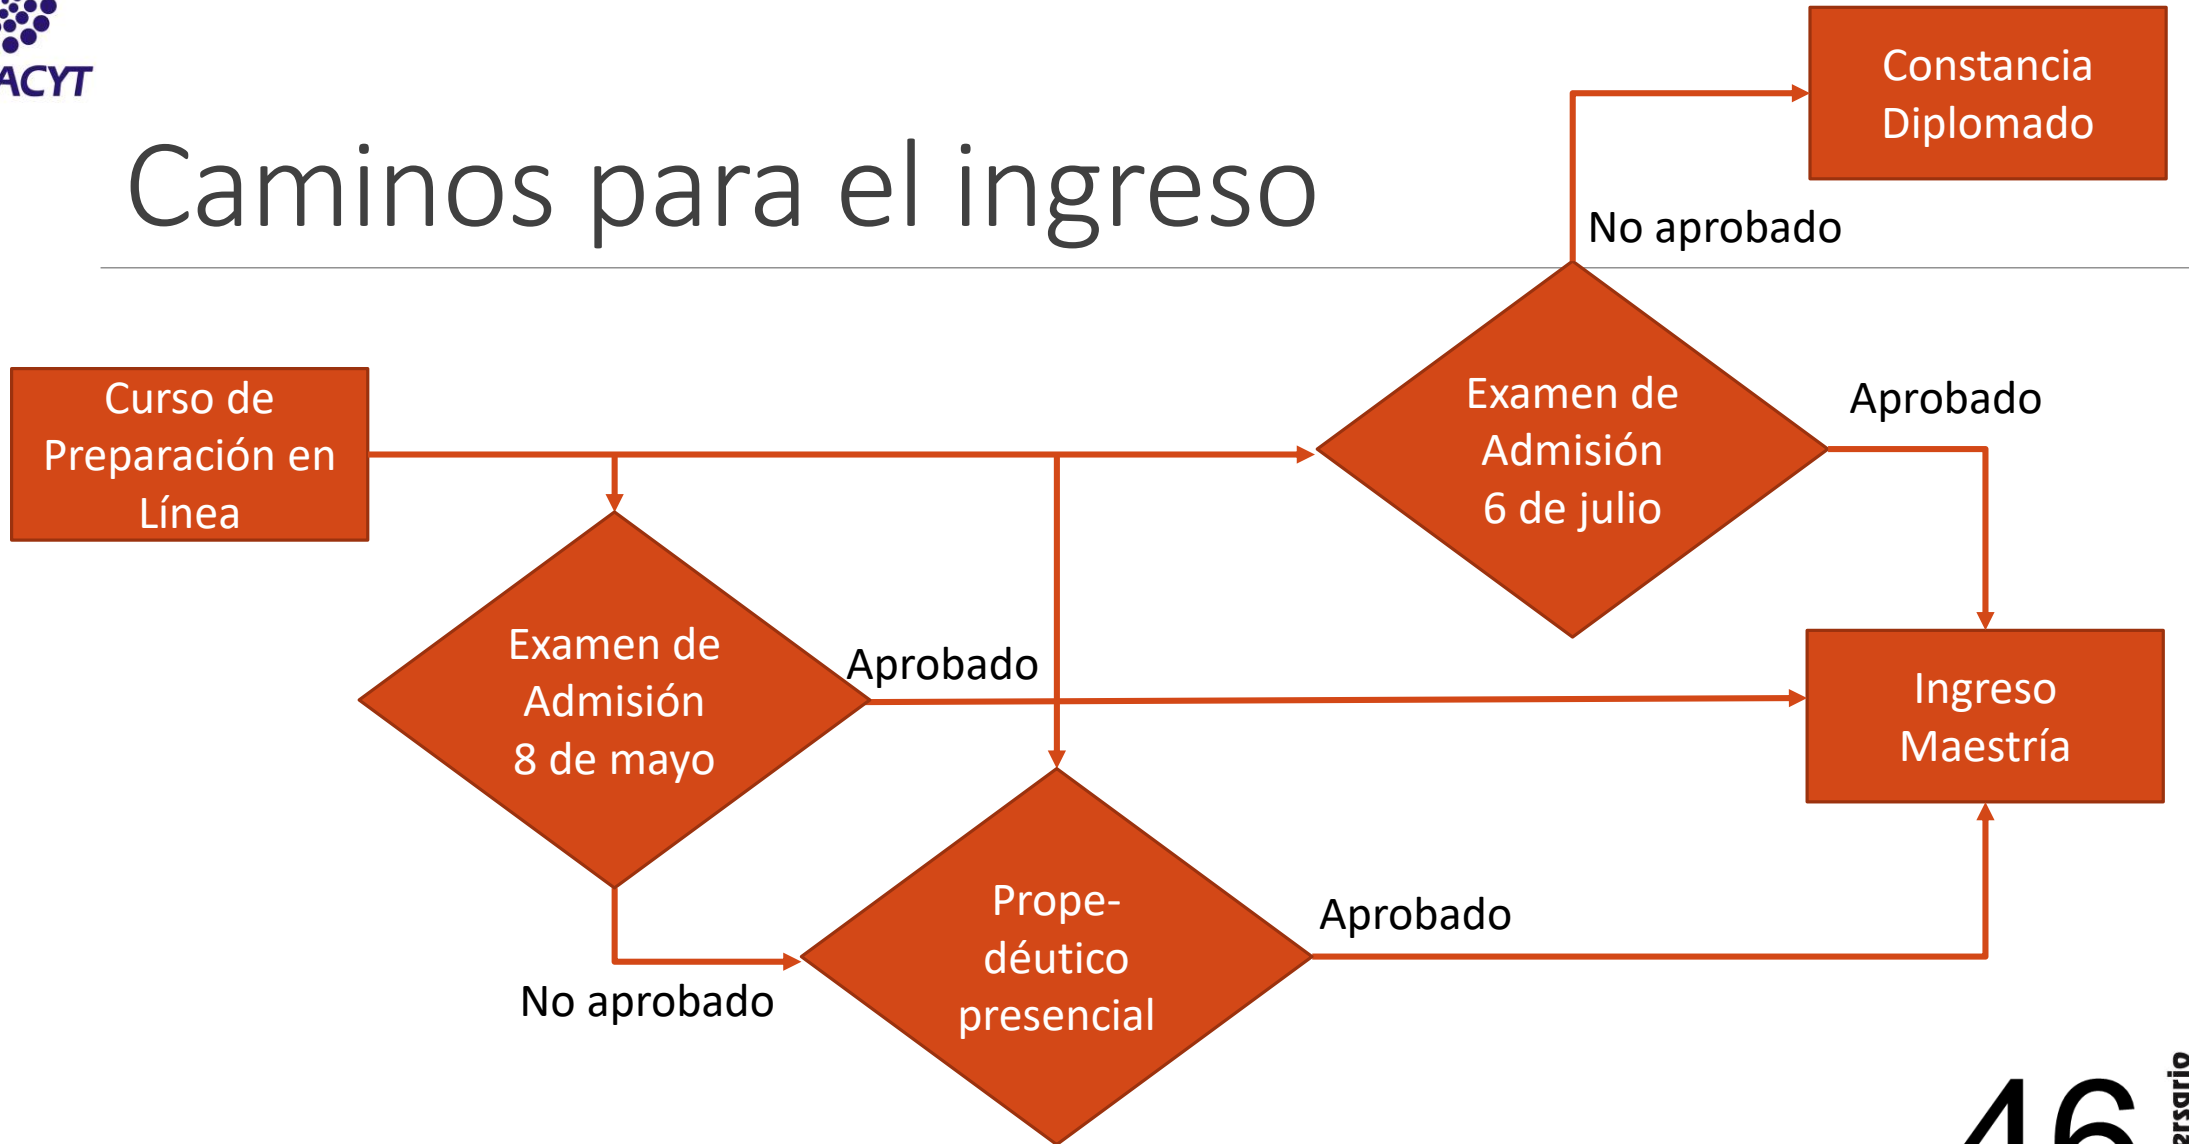 ACYT
Caminos para el ingreso
Constancia
Diplomado
No aprobado
Curso de
Preparación en
Línea
Examen de
Admisión
6 de julio
Aprobado
Examen de
Admisión
8 de mayo
Aprobado
Ingreso
Maestría
No aprobado
Prope-
déutico
presencial
Aprobado
46
ersario